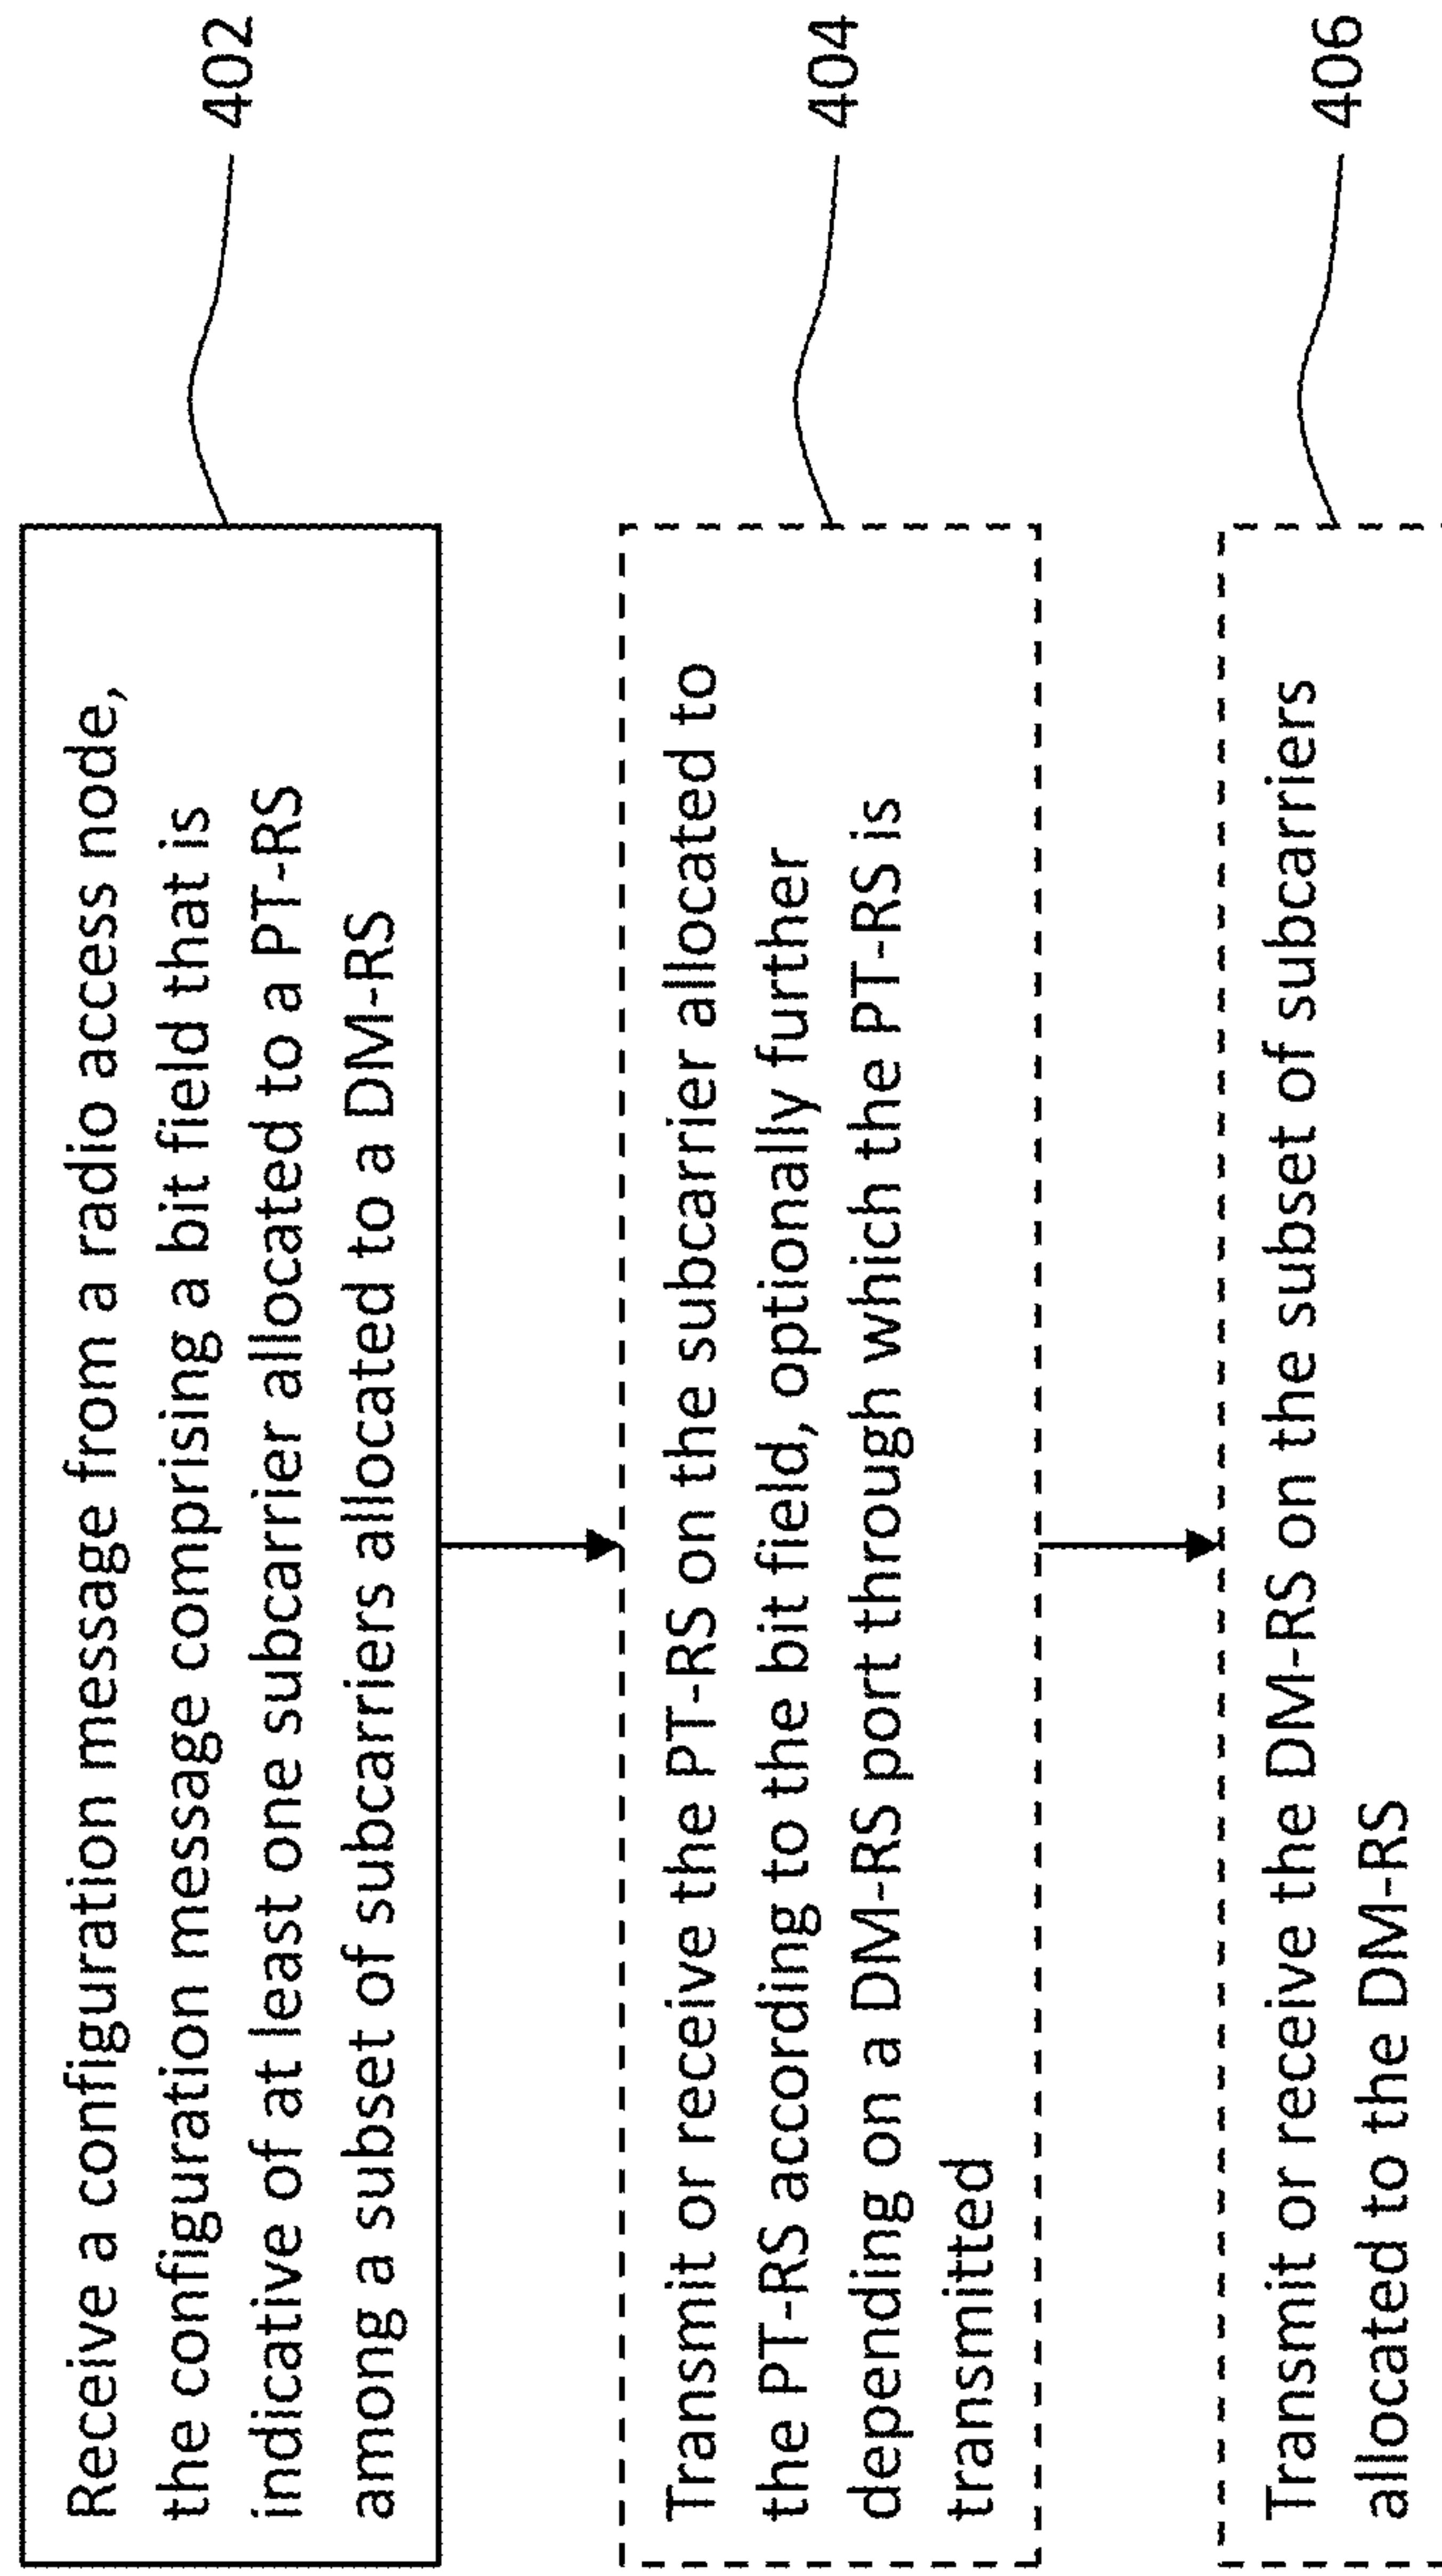 Receive a configuration message from a radio access node,
the configuration message comprising a bit field that is
indicative of at least one subcarrier allocated to a PT-RS
among a subset of subcarriers allocated to a DM-RS
402
Transmit or receive the PT-RS on the subcarrier allocated to
the PT-RS according to the bit field, optionally further
depending on a DM-RS port through which the PT-RS is
transmitted
404
Transmit or receive the DM-RS on the subset of subcarriers
allocated to the DM-RS
406